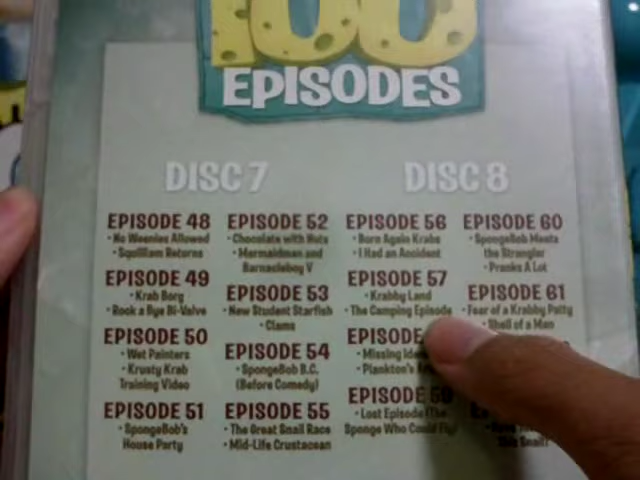 100
EPISODES
DISC 7
EPISODE 48
• No Weenies Allowed
• Squilliam Returns
EPISODE 49
• Krab Borg
• Rock a Bye Bi-Valve
EPISODE 50
• Wet Painters
• Krusty Krab
Training Video
EPISODE 51
• SpongeBob's
House Party
EPISODE 52
• Chocolate with Nuts
• Mermaidman and
Barnacleboy V
EPISODE 53
• New Student Starfish
• Clams
EPISODE 54
• SpongeBob B.C.
(Before Comedy)
EPISODE 55
• The Great Snail Race
• Mid-Life Crustacean
DISC 8
EPISODE 56
• Born Again Krabs
• I Had an Accident
EPISODE 57
• Krabby Land
• The Camping Episode
EPISODE
• Missing
• Plankton's
EPISODE 59
• Lost Episode (The
Sponge Who Could Fly)
EPISODE 60
• SpongeBob Meets
the Strangler
• Pranks A Lot
EPISODE 61
• Fear of a Krabby Patty
• Shell of a Man